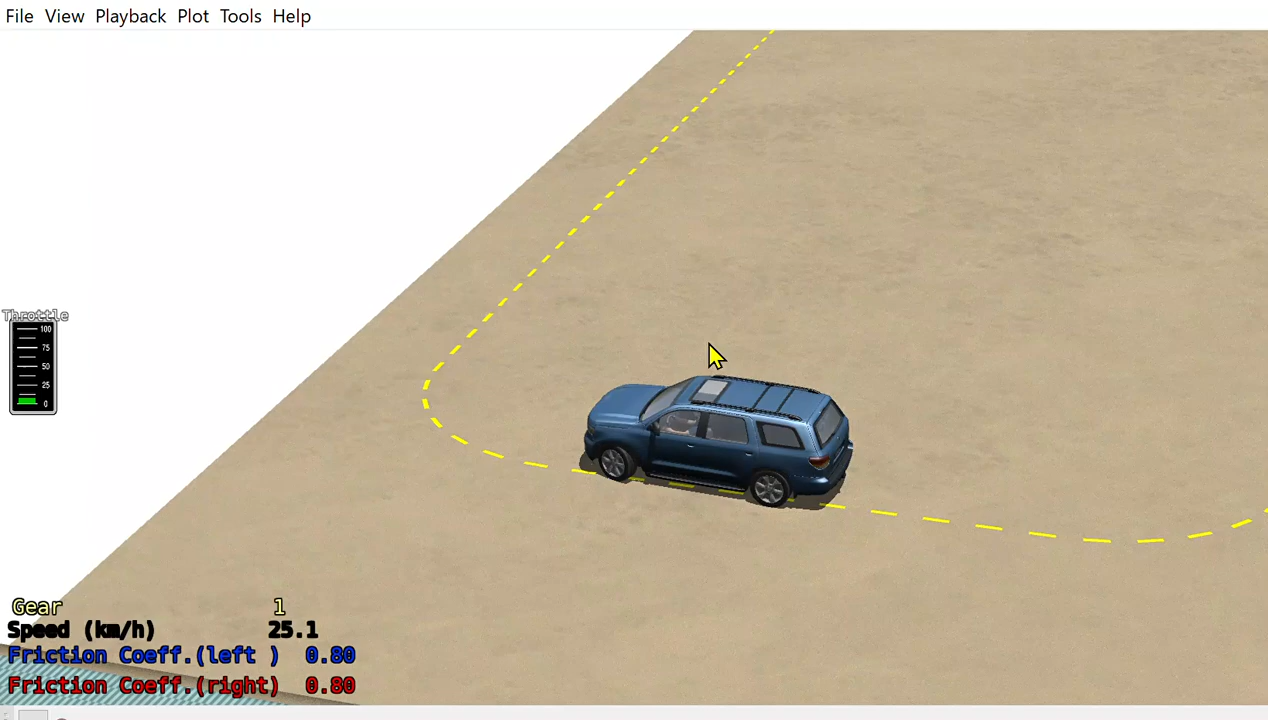 File View Playback Plot Tools Help
Throttle
100
75
50
25
0
Gear 1
Speed (km/h) 25.1
Friction Coeff.(left ) 0.80
Friction Coeff.(right) 0.80